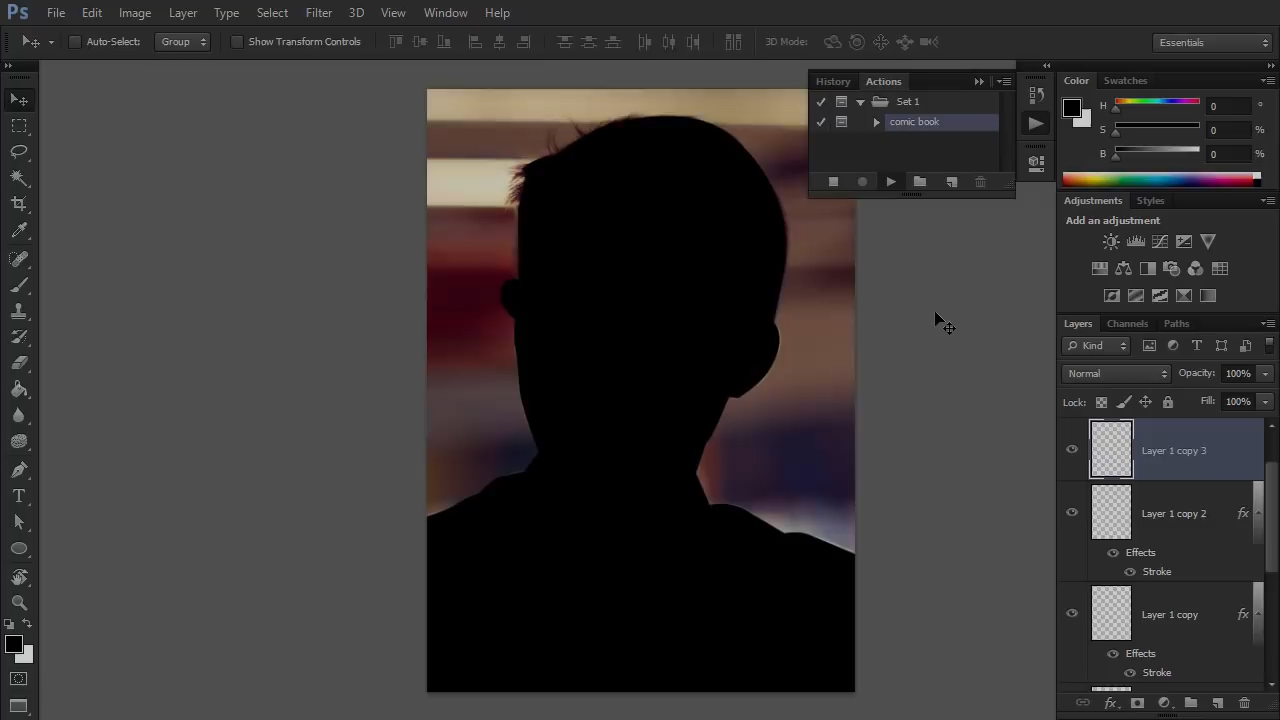 Ps File Edit Image Layer Type Select Filter 3D View Window Help
Auto-Select: Group Show Transform Controls 3D Mode: Essentials
History Actions
Set 1
comic book
Color Swatches
H 0 °
S 0 %
B 0 %
Adjustments Styles
Add an adjustment
Layers Channels Paths
Kind T
Normal Opacity: 100%
Lock: Fill: 100%
Layer 1 copy 3
Layer 1 copy 2 fx
Effects
Stroke
Layer 1 copy fx
Effects
Stroke
T
fx